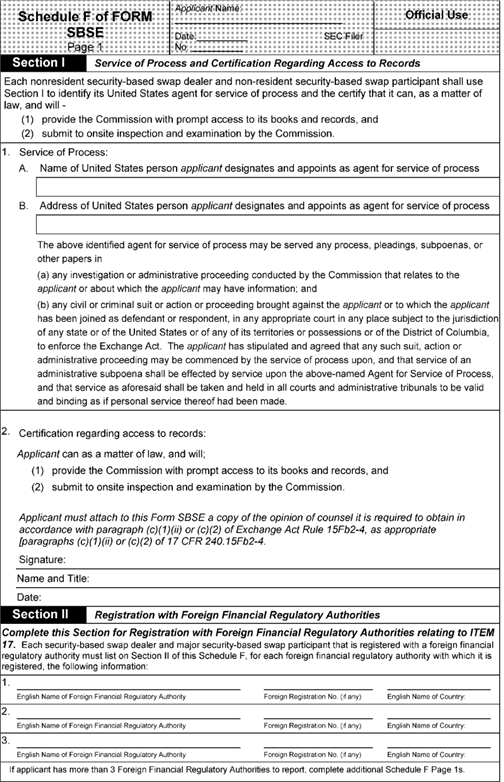 Schedule F of FORM
SBSE
Page 1
Applicant Name:
Date:
SEC Filer
No:
Official Use
Section I Service of Process and Certification Regarding Access to Records
Each nonresident security-based swap dealer and non-resident security-based swap participant shall use
Section I to identify its United States agent for service of process and the certify that it can, as a matter of
law, and will -
(1) provide the Commission with prompt access to its books and records, and
(2) submit to onsite inspection and examination by the Commission.
1. Service of Process:
A. Name of United States person applicant designates and appoints as agent for service of process
B. Address of United States person applicant designates and appoints as agent for service of process
The above identified agent for service of process may be served any process, pleadings, subpoenas, or
other papers in
(a) any investigation or administrative proceeding conducted by the Commission that relates to the
applicant or about which the applicant may have information; and
(b) any civil or criminal suit or action or proceeding brought against the applicant or to which the applicant
has been joined as defendant or respondent, in any appropriate court in any place subject to the jurisdiction
of any state or of the United States or of any of its territories or possessions or of the District of Columbia,
to enforce the Exchange Act. The applicant has stipulated and agreed that any such suit, action or
administrative proceeding may be commenced by the service of process upon, and that service of an
administrative subpoena shall be effected by service upon the above-named Agent for Service of Process,
and that service as aforesaid shall be taken and held in all courts and administrative tribunals to be valid
and binding as if personal service thereof had been made.
2. Certification regarding access to records:
Applicant can as a matter of law, and will;
(1) provide the Commission with prompt access to its books and records, and
(2) submit to onsite inspection and examination by the Commission.
Applicant must attach to this Form SBSE a copy of the opinion of counsel it is required to obtain in
accordance with paragraph (c)(1)(ii) or (c)(2) of Exchange Act Rule 15Fb2-4, as appropriate
[paragraphs (c)(1)(ii) or (c)(2) of 17 CFR 240.15Fb2-4.
Signature:
Name and Title:
Date:
Section II Registration with Foreign Financial Regulatory Authorities
Complete this Section for Registration with Foreign Financial Regulatory Authorities relating to ITEM
17. Each security-based swap dealer and major security-based swap participant that is registered with a foreign financial
regulatory authority must list on Section II of this Schedule F, for each foreign financial regulatory authority with which it is
registered, the following information:
1.
English Name of Foreign Financial Regulatory Authority Foreign Registration No. (if any) English Name of Country:
2.
English Name of Foreign Financial Regulatory Authority Foreign Registration No. (if any) English Name of Country:
3.
English Name of Foreign Financial Regulatory Authority Foreign Registration No. (if any) English Name of Country:
If applicant has more than 3 Foreign Financial Regulatory Authorities to report, complete additional Schedule F Page 1s.